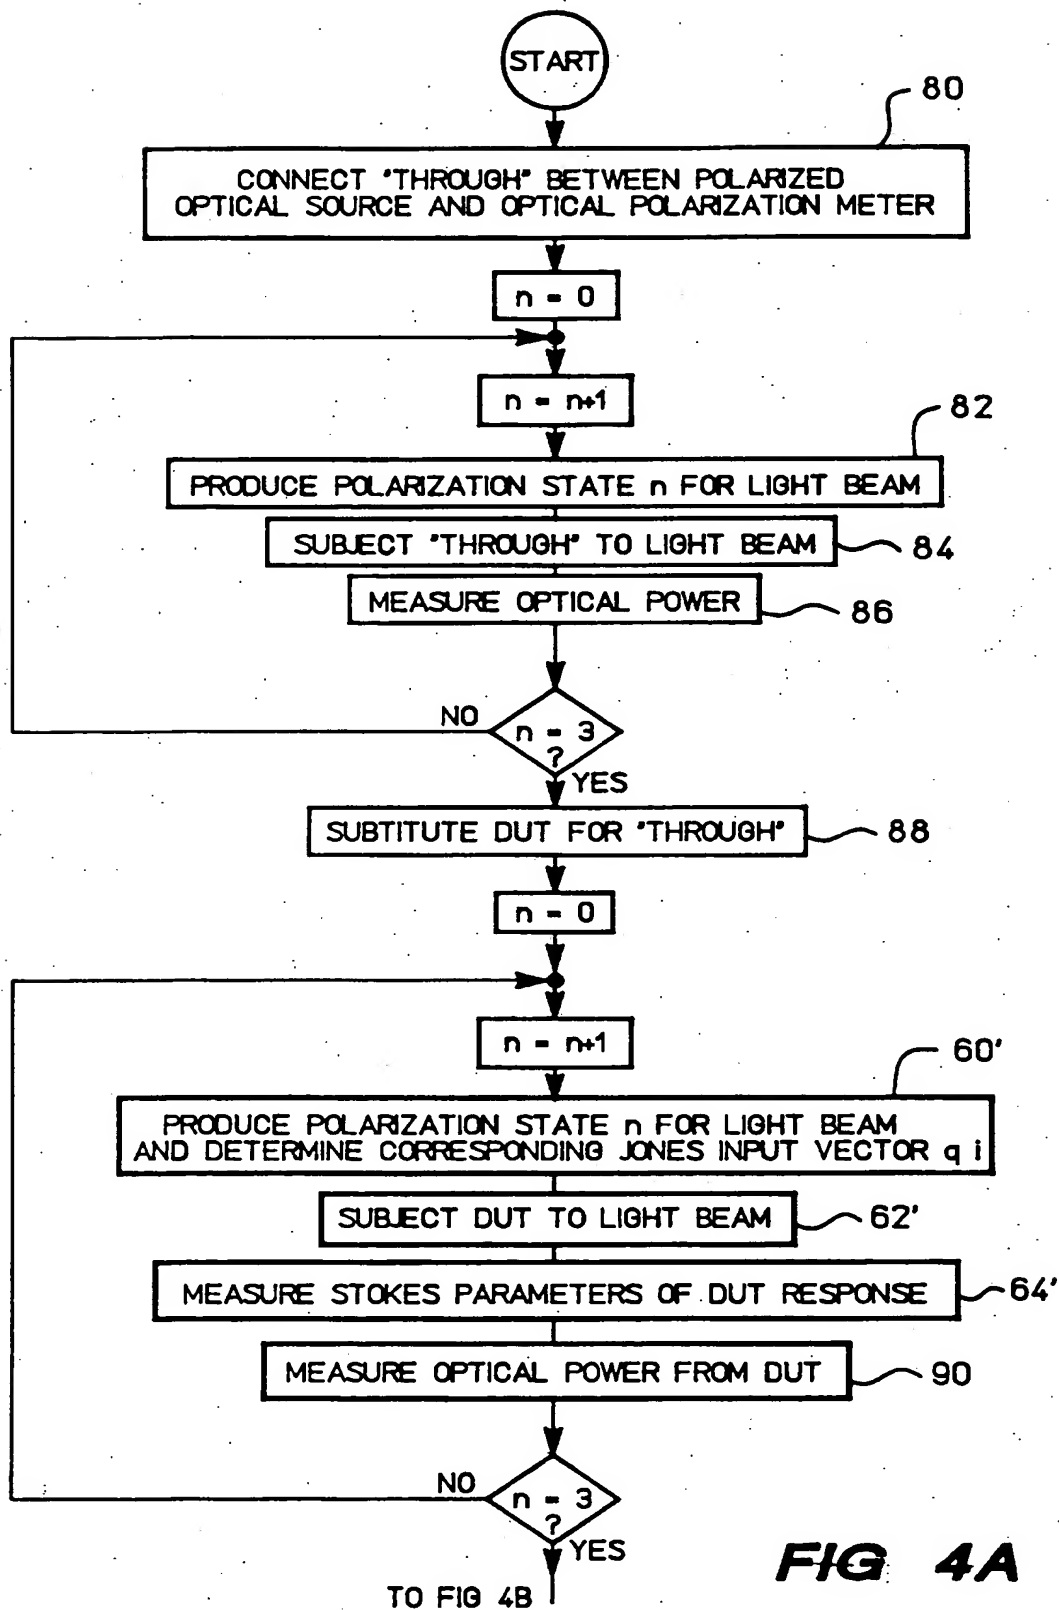 START
80
CONNECT "THROUGH" BETWEEN POLARIZED
OPTICAL SOURCE AND OPTICAL POLARIZATION METER
n = 0
n = n+1
82
PRODUCE POLARIZATION STATE n FOR LIGHT BEAM
SUBJECT "THROUGH" TO LIGHT BEAM
84
MEASURE OPTICAL POWER
86
NO
n = 3
?
YES
SUBTITUTE DUT FOR "THROUGH"
88
n = 0
n = n+1
60'
PRODUCE POLARIZATION STATE n FOR LIGHT BEAM
AND DETERMINE CORRESPONDING JONES INPUT VECTOR q i
SUBJECT DUT TO LIGHT BEAM
62'
MEASURE STOKES PARAMETERS OF DUT RESPONSE
64'
MEASURE OPTICAL POWER FROM DUT
90
NO
n = 3
?
YES
TO FIG 4B
FIG 4A